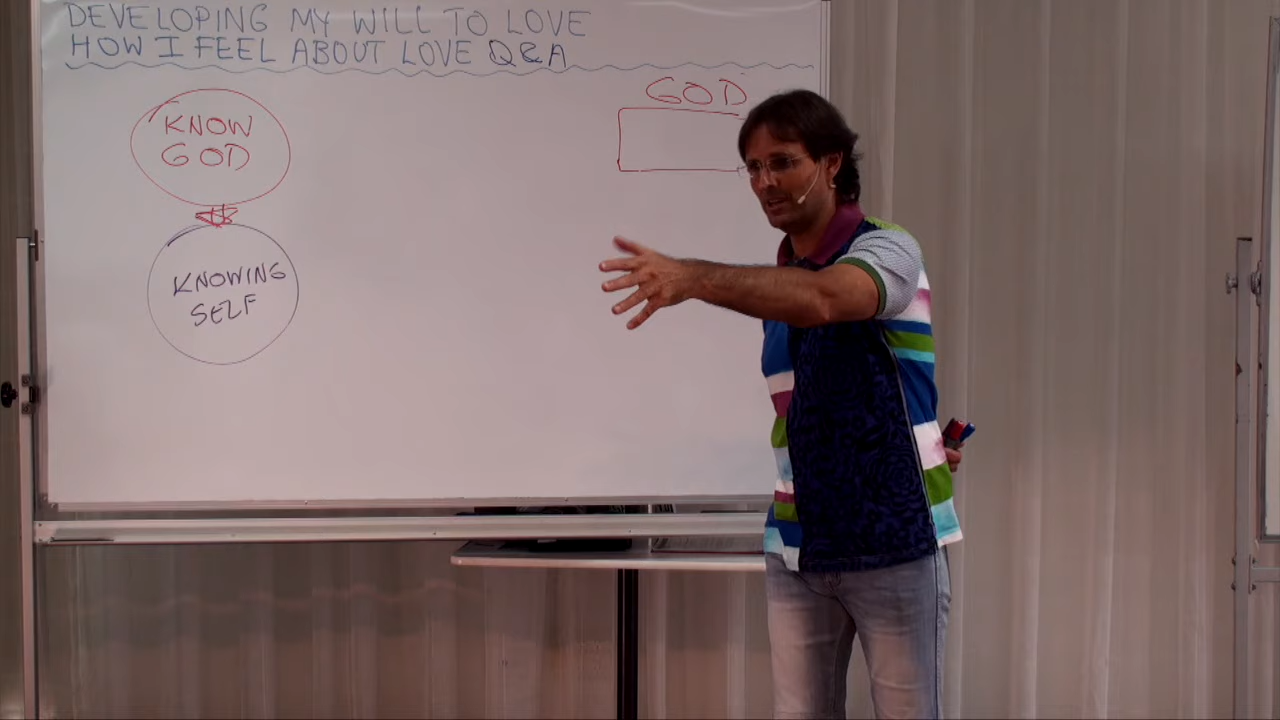 DEVELOPING MY WILL TO LOVE
HOW I FEEL ABOUT LOVE Q&A
KNOW
GOD
KNOWING
SELF
GOD